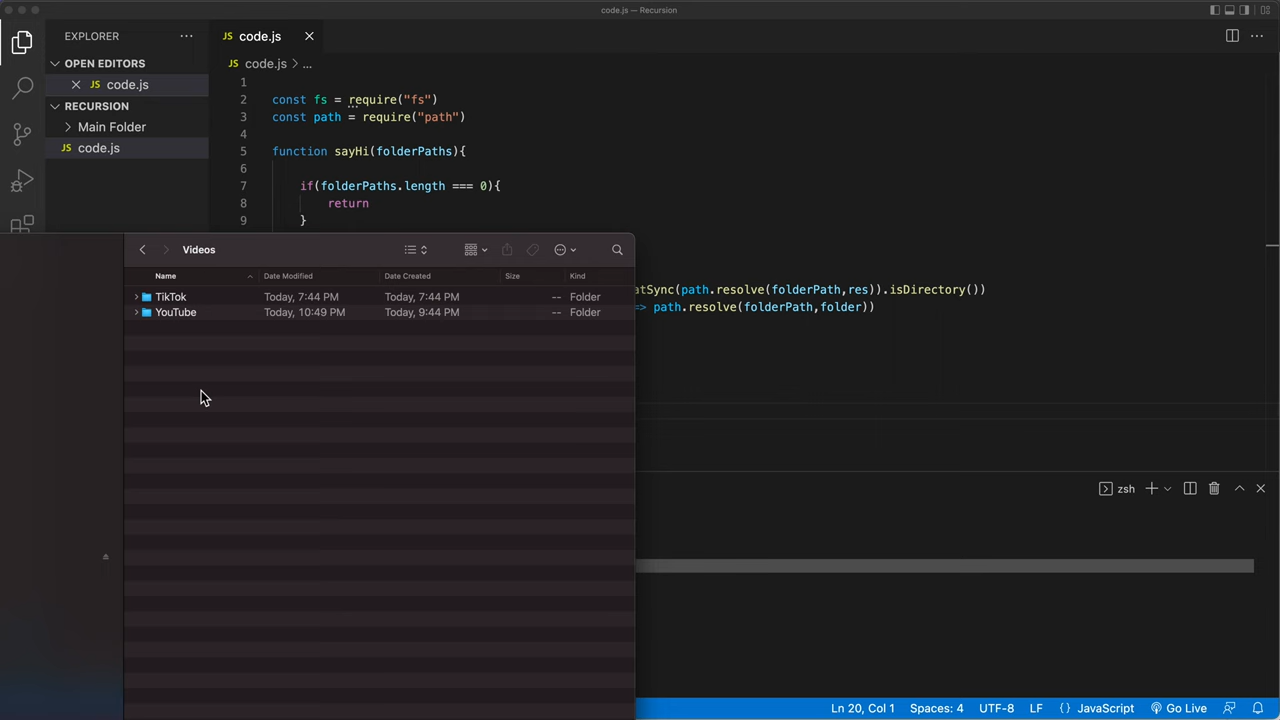 code.js — Recursion
EXPLORER
OPEN EDITORS
JS code.js
RECURSION
Main Folder
JS code.js
JS code.js
JS code.js > ...
1
2 const fs = require("fs")
3 const path = require("path")
4
5 function sayHi(folderPaths){
6
7 if(folderPaths.length === 0){
8 return
9 }
atSync(path.resolve(folderPath,res)).isDirectory())
=> path.resolve(folderPath,folder))
Videos
Name Date Modified Date Created Size Kind
TikTok Today, 7:44 PM Today, 7:44 PM -- Folder
YouTube Today, 10:49 PM Today, 9:44 PM -- Folder
zsh
Ln 20, Col 1 Spaces: 4 UTF-8 LF {} JavaScript Go Live